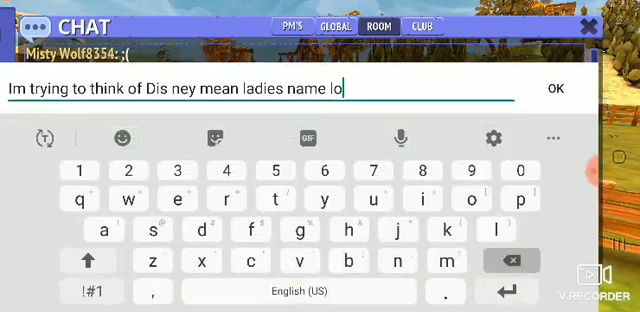 CHAT
PM'S GLOBAL ROOM CLUB
Misty Wolf8354: ;(
Im trying to think of Dis ney mean ladies name lo
OK
GIF
1 2 3 4 5 6 7 8 9 0
q w e r t y u i o p
a s d f g h j k l
z x c v b n m
!#1 , English (US) .
V RECORDER